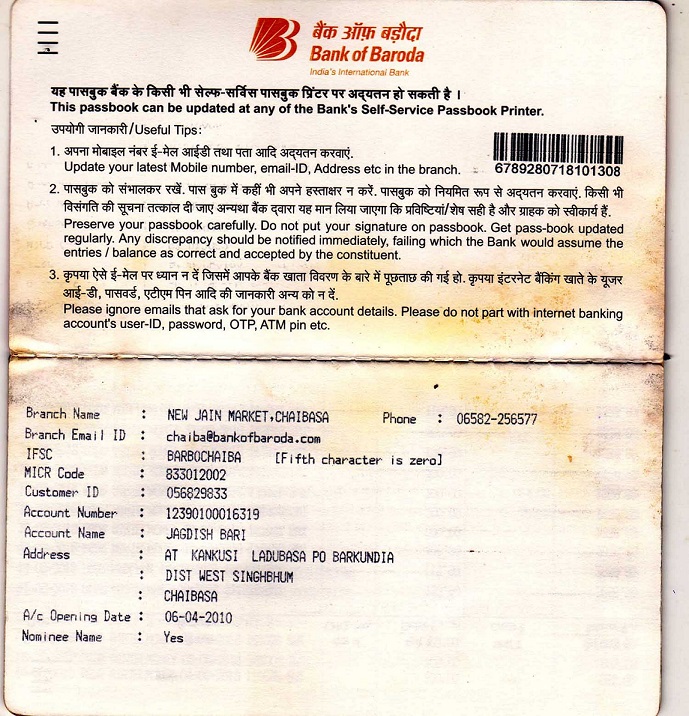 बैंक ऑफ़ बड़ौदा
Bank of Baroda
India's International Bank
यह पासबुक बैंक के किसी भी सेल्फ-सर्विस पासबुक प्रिंटर पर अद्यतन हो सकती है ।
This passbook can be updated at any of the Bank's Self-Service Passbook Printer.
उपयोगी जानकारी/Useful Tips:
1. अपना मोबाइल नंबर ई-मेल आईडी तथा पता आदि अद्यतन करवाएं.
Update your latest Mobile number, email-ID, Address etc in the branch.
6789280718101308
2. पासबुक को संभालकर रखें. पास बुक में कहीं भी अपने हस्ताक्षर न करें. पासबुक को नियमित रूप से अद्यतन करवाएं. किसी भी
विसंगति की सूचना तत्काल दी जाए अन्यथा बैंक द्वारा यह मान लिया जाएगा कि प्रविष्टियां/शेष सही है और ग्राहक को स्वीकार्य हैं.
Preserve your passbook carefully. Do not put your signature on passbook. Get pass-book updated
regularly. Any discrepancy should be notified immediately, failing which the Bank would assume the
entries / balance as correct and accepted by the constituent.
3. कृपया ऐसे ई-मेल पर ध्यान न दें जिसमें आपके बैंक खाता विवरण के बारे में पूछताछ की गई हो. कृपया इंटरनेट बैंकिंग खाते के यूजर
आई-डी, पासवर्ड, एटीएम पिन आदि की जानकारी अन्य को न दें.
Please ignore emails that ask for your bank account details. Please do not part with internet banking
account's user-ID, password, OTP, ATM pin etc.
Branch Name : NEW JAIN MARKET,CHAIBASA Phone : 06582-256577
Branch Email ID : chaiba@bankofbaroda.com
IFSC : BARBOCHAIBA [Fifth character is zero]
MICR Code : 833012002
Customer ID : 056829833
Account Number : 12390100016319
Account Name : JAGDISH BARI
Address : AT KANKUSI LADUBASA PO BARKUNDIA
: DIST WEST SINGHBHUM
: CHAIBASA
A/c Opening Date : 06-04-2010
Nominee Name : Yes